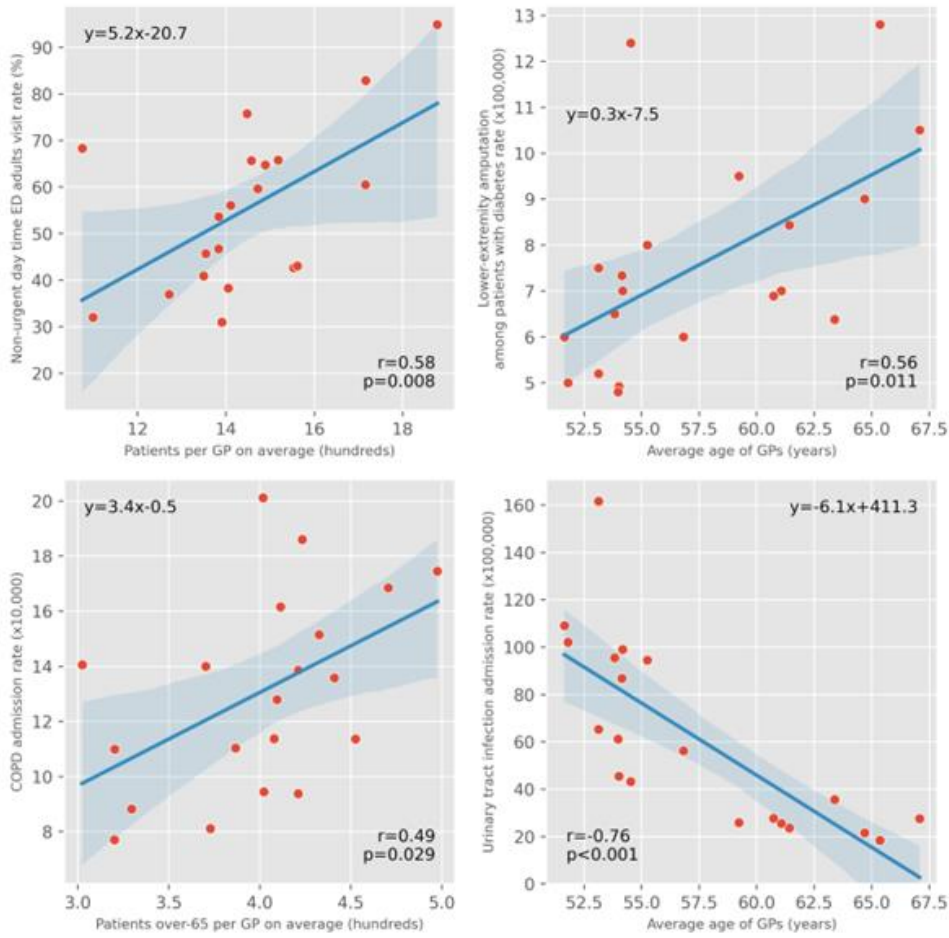 y=5.2x-20.7
Non-urgent day time ED adults visit rate (%)
90
80
70
60
50
40
30
20
r=0.58
p=0.008
12 14 16 18
Patients per GP on average (hundreds)
y=0.3x-7.5
Lower-extremity amputation
among patients with diabetes rate (x100,000)
13
12
11
10
9
8
7
6
5
r=0.56
p=0.011
52.5 55.0 57.5 60.0 62.5 65.0 67.5
Average age of GPs (years)
y=3.4x-0.5
COPD admission rate (x10,000)
20
18
16
14
12
10
8
r=0.49
p=0.029
3.0 3.5 4.0 4.5 5.0
Patients over-65 per GP on average (hundreds)
y=-6.1x+411.3
Urinary tract infection admission rate (x100,000)
160
140
120
100
80
60
40
20
0
r=-0.76
p<0.001
52.5 55.0 57.5 60.0 62.5 65.0 67.5
Average age of GPs (years)